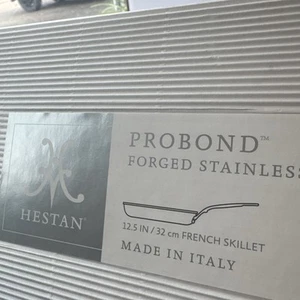 PROBOND™
FORGED STAINLESS
HESTAN
12.5 IN / 32 cm FRENCH SKILLET
MADE IN ITALY